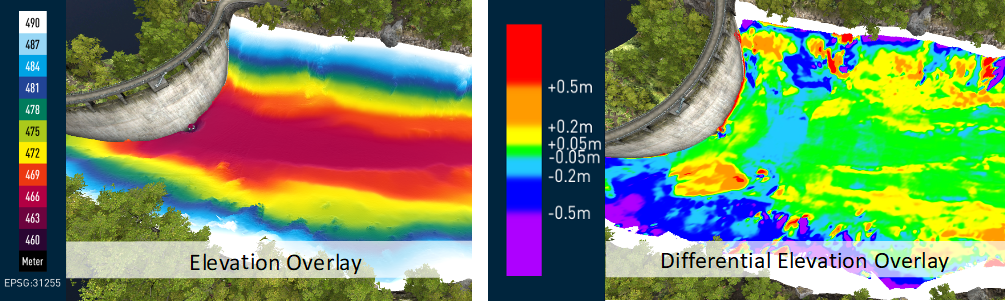 490
487
484
481
478
475
472
469
466
463
460
Meter
EPSG:31255
Elevation Overlay
+0.5m
+0.2m
+0.05m
-0.05m
-0.2m
-0.5m
Differential Elevation Overlay